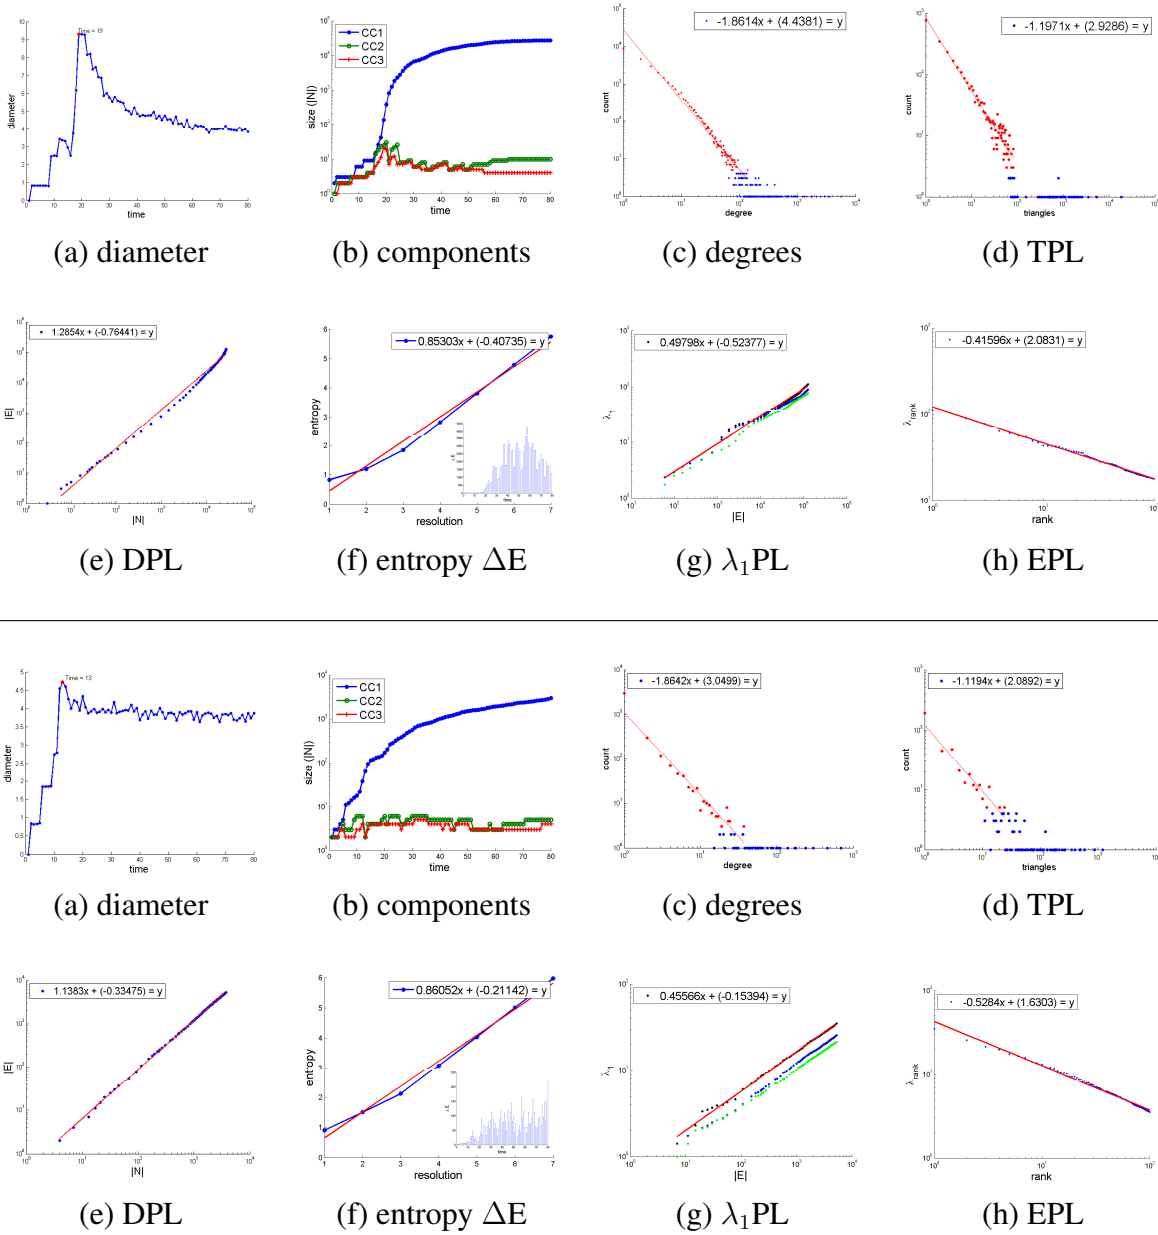 Time = 19
diameter
time
(a) diameter
CC1
CC2
CC3
size (|N|)
time
(b) components
-1.8614x + (4.4381) = y
count
degree
(c) degrees
-1.1971x + (2.9286) = y
count
triangles
(d) TPL
1.2854x + (-0.76441) = y
|E|
|N|
(e) DPL
0.85303x + (-0.40735) = y
entropy
resolution
ΔE
time
(f) entropy ΔE
0.49798x + (-0.52377) = y
λ1
|E|
(g) λ1PL
-0.41596x + (2.0831) = y
λrank
rank
(h) EPL
Time = 13
diameter
time
(a) diameter
CC1
CC2
CC3
size (|N|)
time
(b) components
-1.8642x + (3.0499) = y
count
degree
(c) degrees
-1.1194x + (2.0892) = y
count
triangles
(d) TPL
1.1383x + (-0.33475) = y
|E|
|N|
(e) DPL
0.86052x + (-0.21142) = y
entropy
resolution
ΔE
time
(f) entropy ΔE
0.45566x + (-0.15394) = y
λ1
|E|
(g) λ1PL
-0.5284x + (1.6303) = y
λrank
rank
(h) EPL